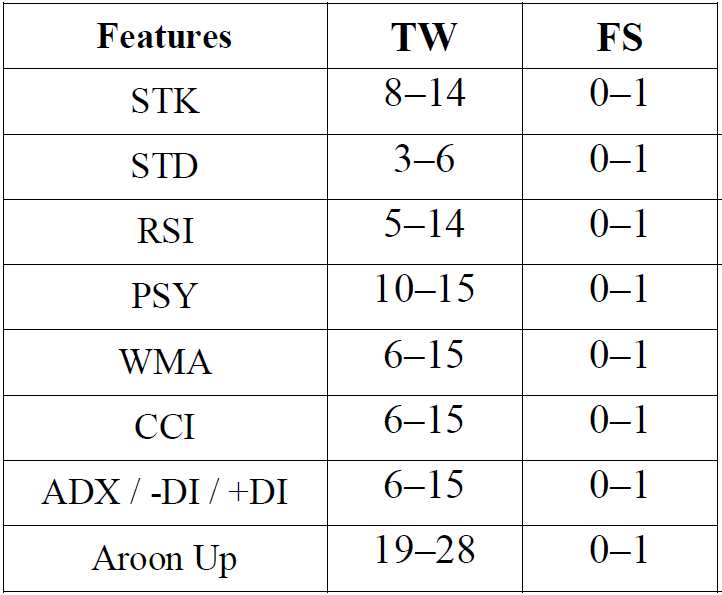 Features TW FS
STK 8–14 0–1
STD 3–6 0–1
RSI 5–14 0–1
PSY 10–15 0–1
WMA 6–15 0–1
CCI 6–15 0–1
ADX / -DI / +DI 6–15 0–1
Aroon Up 19–28 0–1